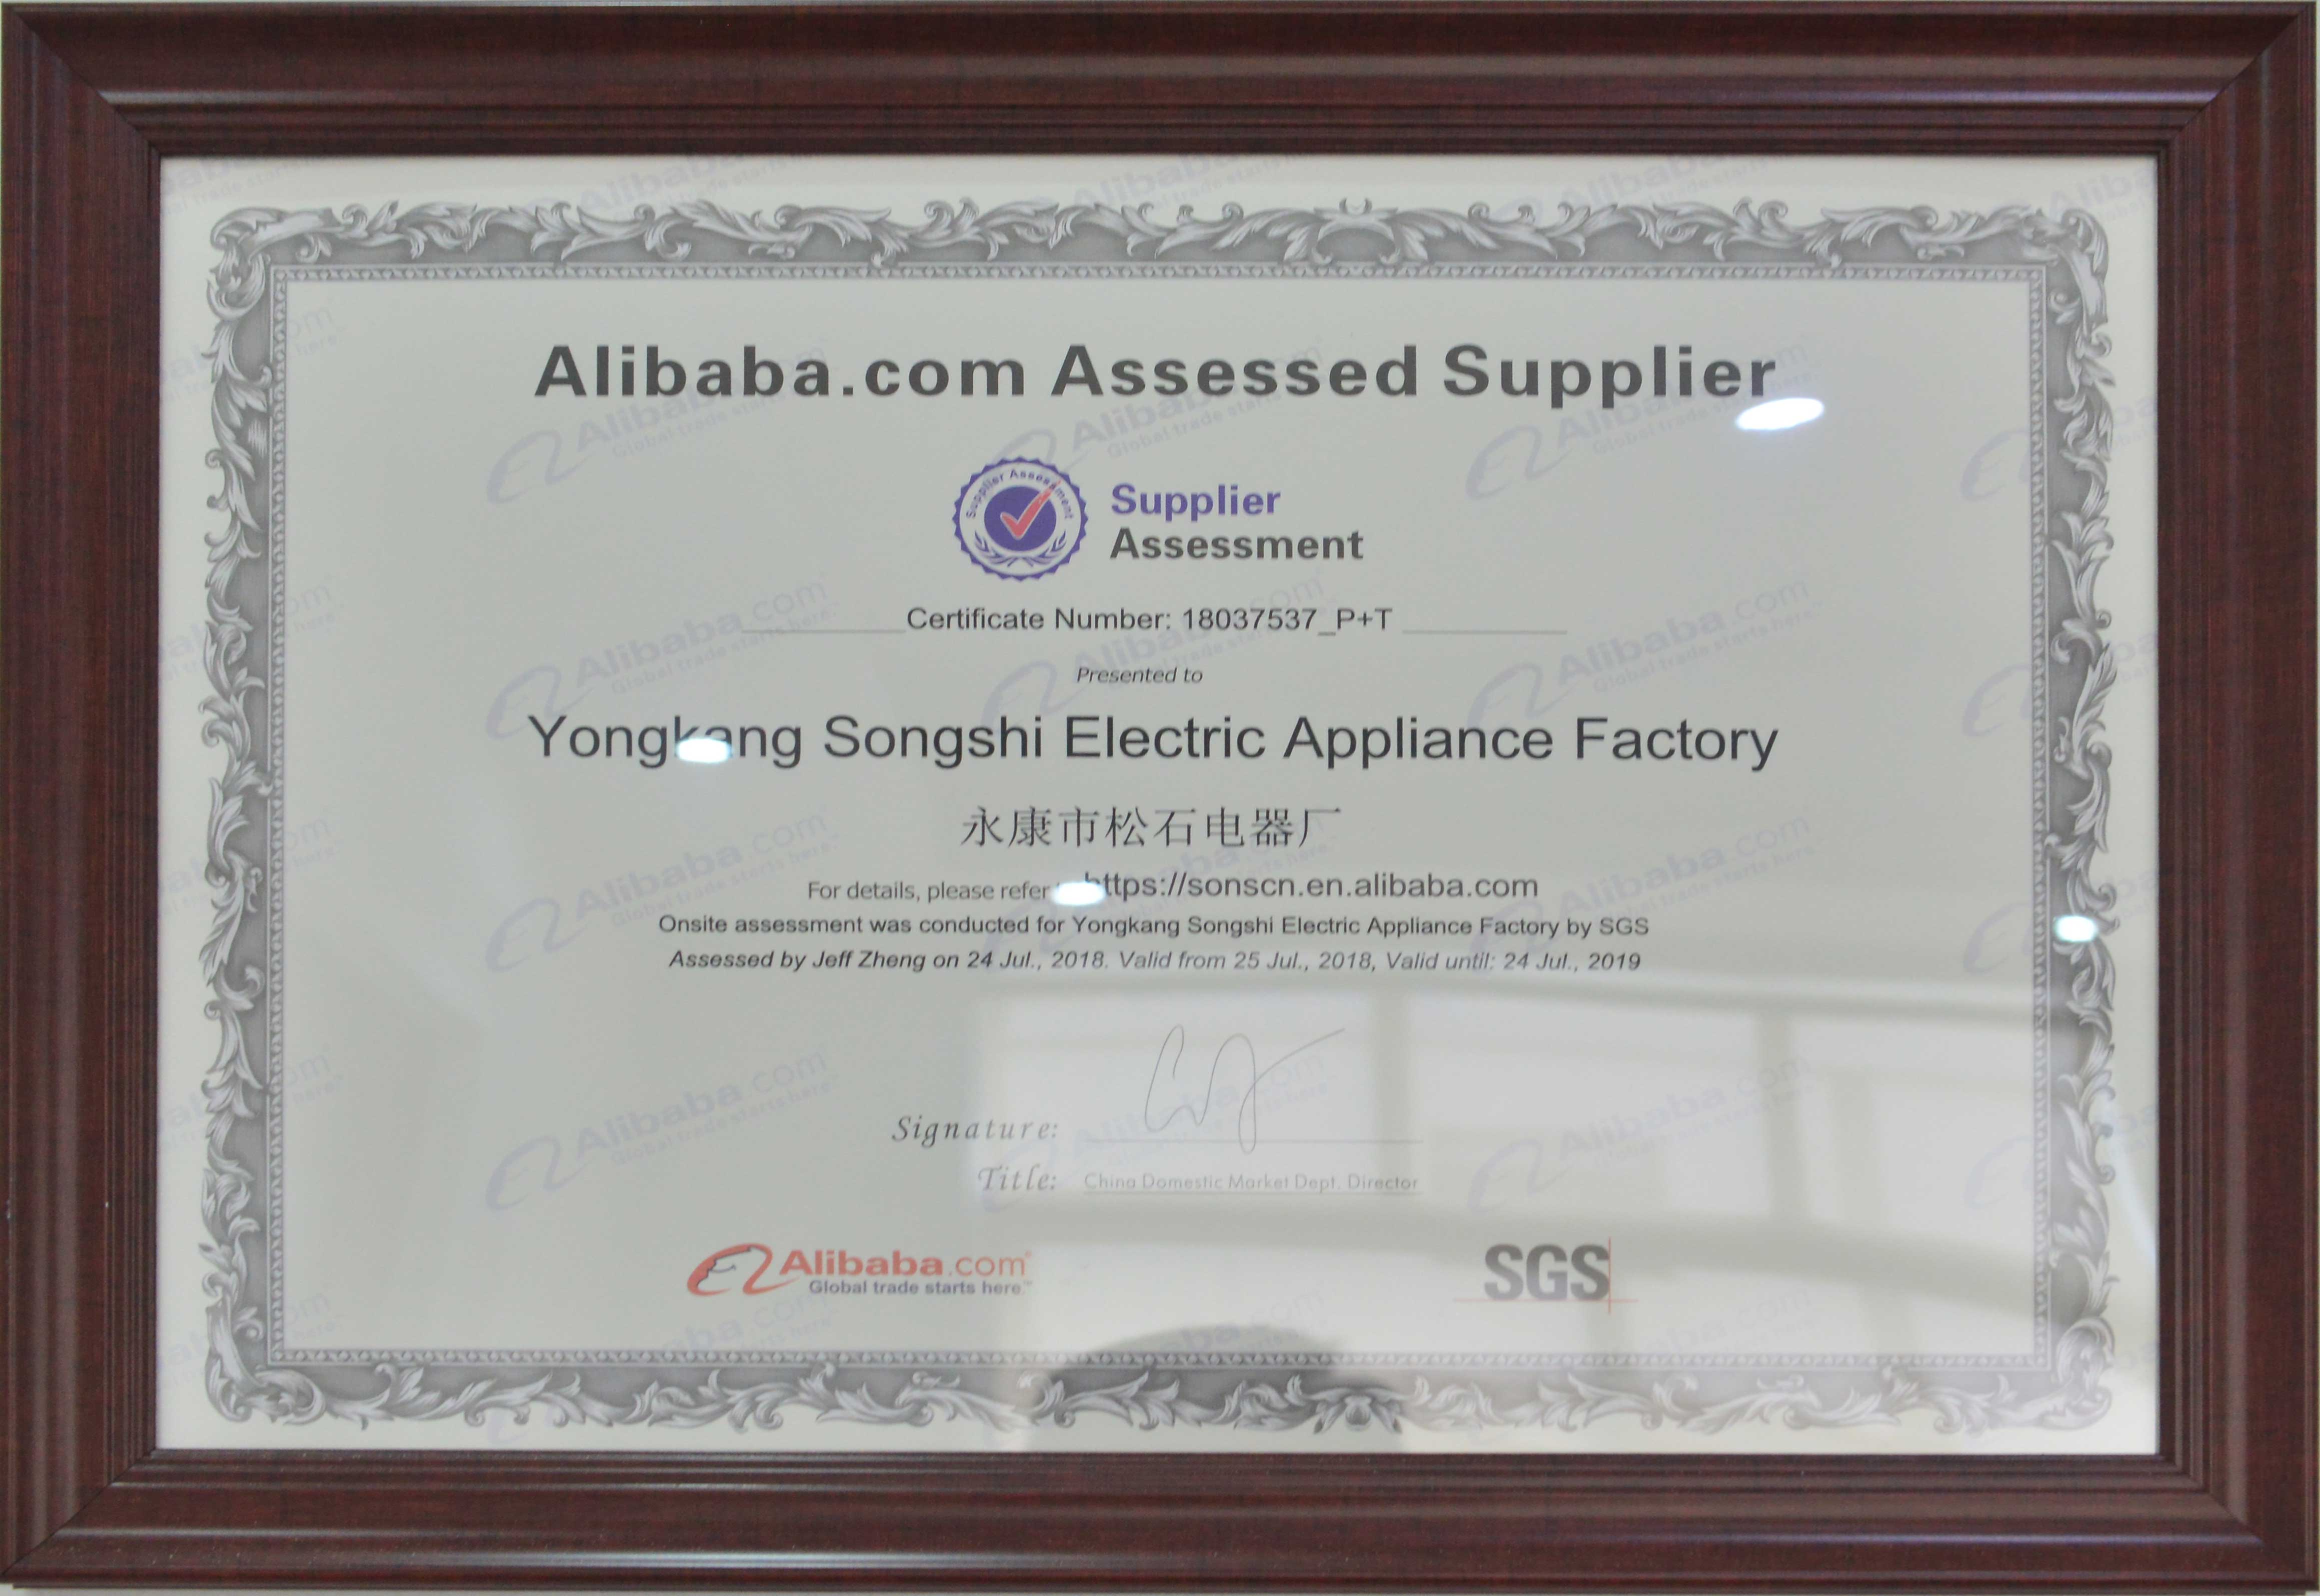 Alibaba.com Assessed Supplier
Supplier Assessment
Supplier
Assessment
Certificate Number: 18037537_P+T
Presented to
Yongkang Songshi Electric Appliance Factory
永康市松石电器厂
For details, please refer https://sonscn.en.alibaba.com
Onsite assessment was conducted for Yongkang Songshi Electric Appliance Factory by SGS
Assessed by Jeff Zheng on 24 Jul., 2018. Valid from 25 Jul., 2018, Valid until: 24 Jul., 2019
Signature:
Title: China Domestic Market Dept. Director
Alibaba.com®
Global trade starts here.™
SGS